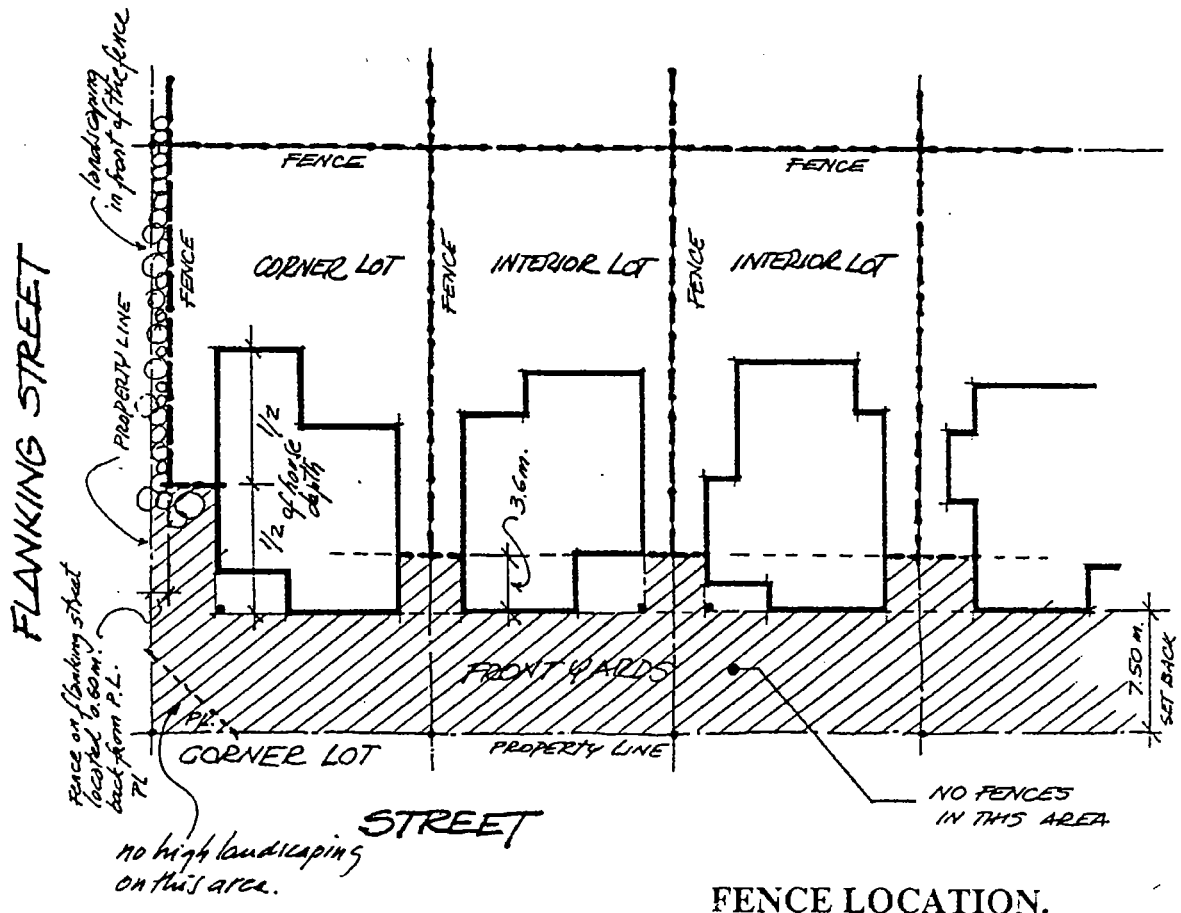 landscaping
in front of the fence
FENCE
FENCE
FLANKING STREET
PROPERTY LINE
FENCE
CORNER LOT
FENCE
INTERIOR LOT
FENCE
INTERIOR LOT
1/2
1/2
of house
depth
3.6 m.
Fence on flanking street
located 0.60m.
back from P.L.
PL
FRONT YARDS
7.50 m.
SET BACK
P.L.
CORNER LOT
PROPERTY LINE
STREET
NO FENCES
IN THIS AREA
no high landscaping
on this area.
FENCE LOCATION.